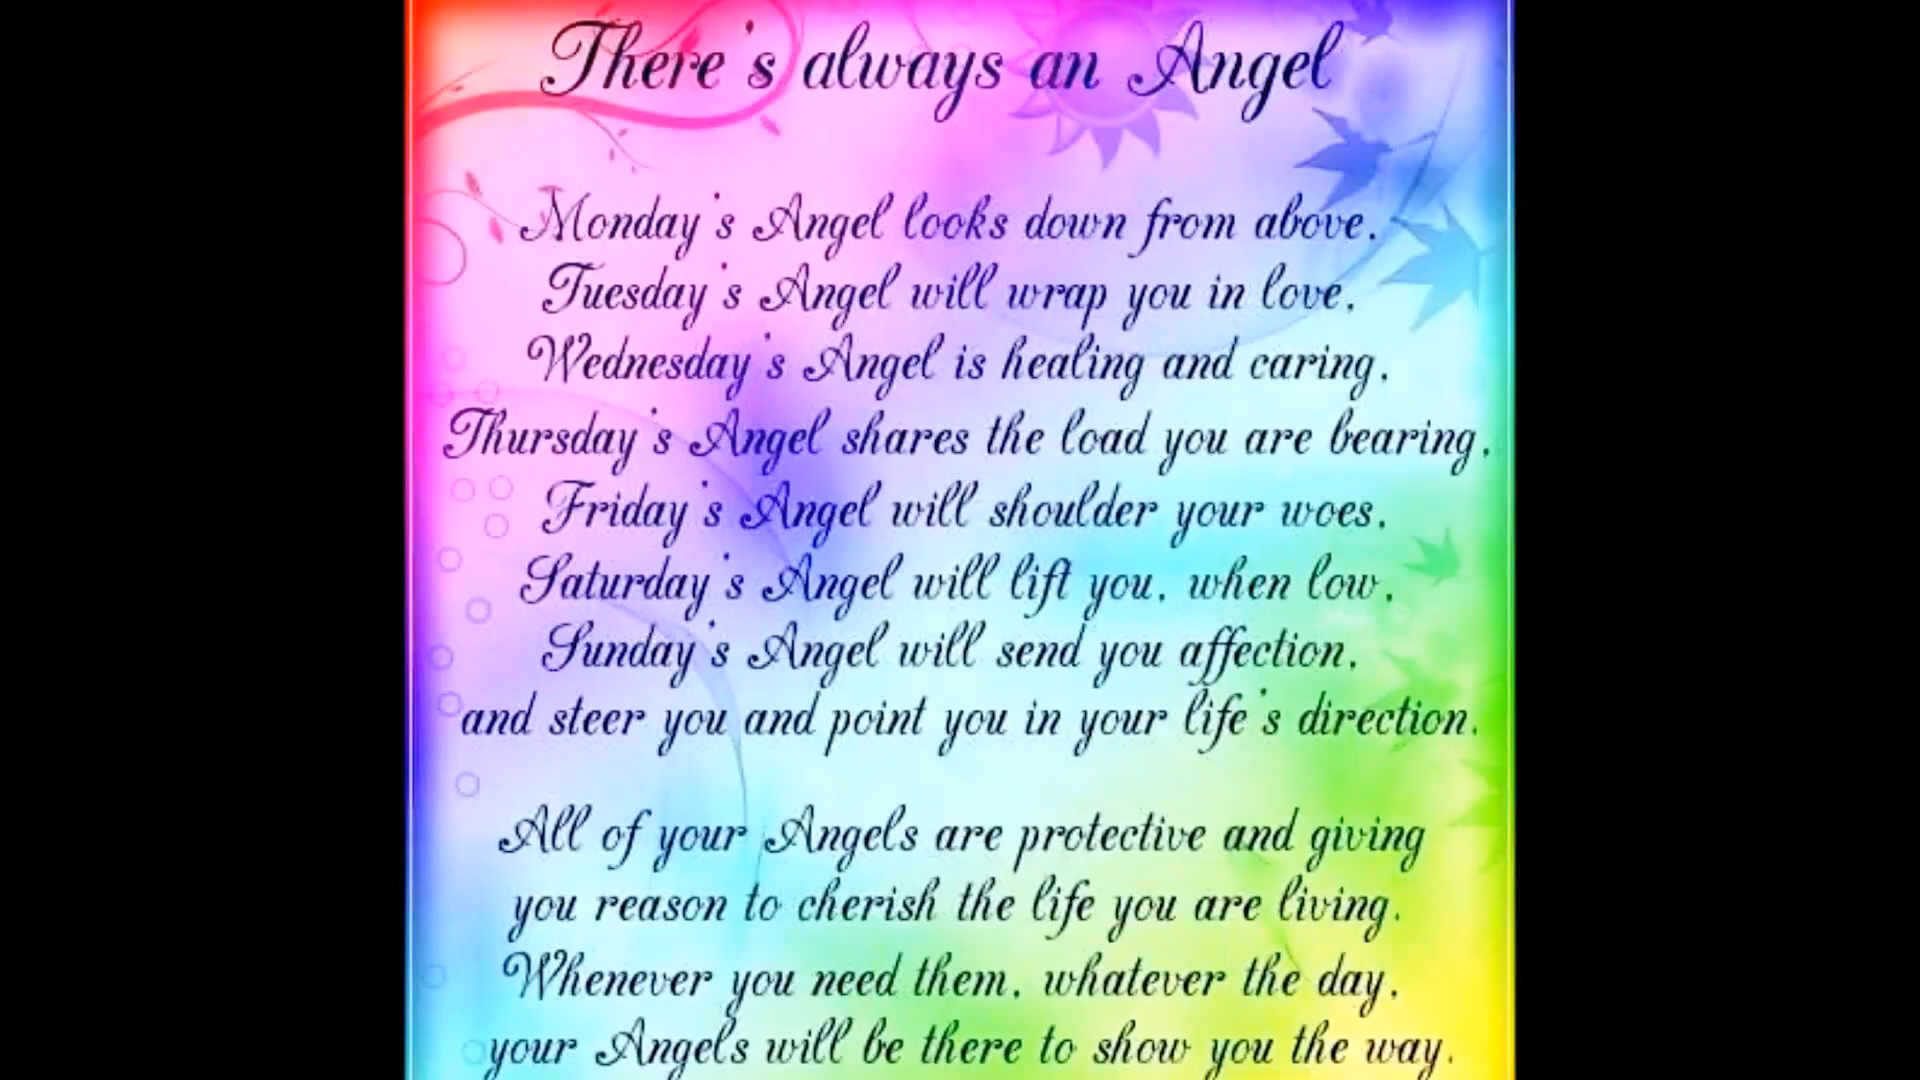 There's always an Angel
Monday's Angel looks down from above,
Tuesday's Angel will wrap you in love,
Wednesday's Angel is healing and caring,
Thursday's Angel shares the load you are bearing,
Friday's Angel will shoulder your woes,
Saturday's Angel will lift you, when low,
Sunday's Angel will send you affection,
and steer you and point you in your life's direction.
All of your Angels are protective and giving
you reason to cherish the life you are living.
Whenever you need them, whatever the day,
your Angels will be there to show you the way.